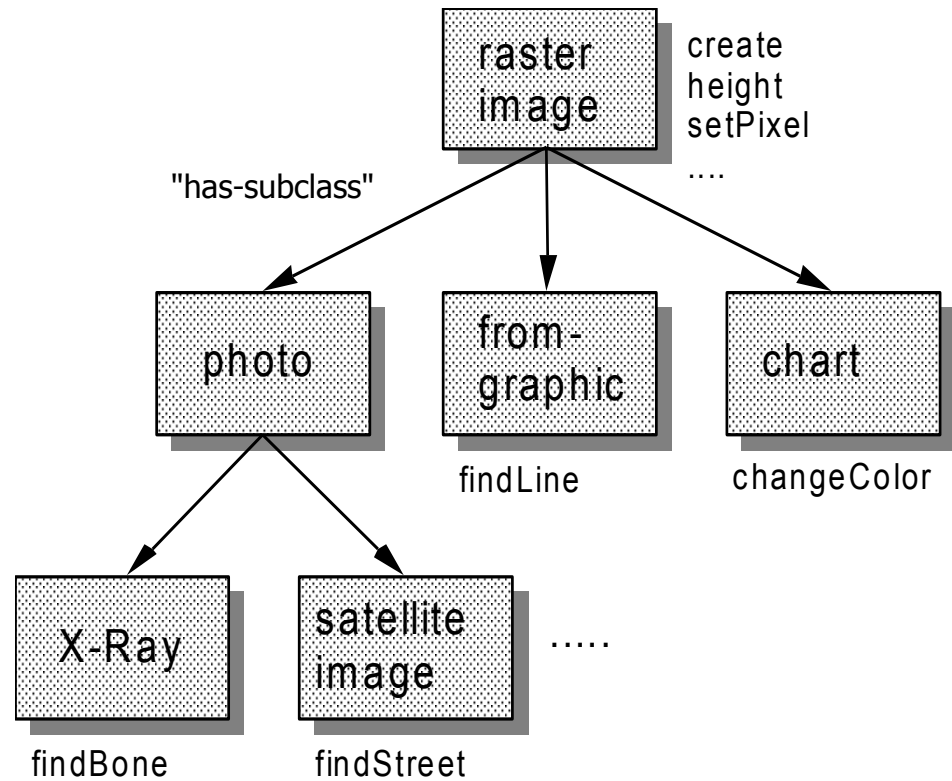 raster
image
create
height
setPixel
....
"has-subclass"
photo
from-
graphic
chart
findLine
changeColor
X-Ray
satellite
image
.....
findBone
findStreet